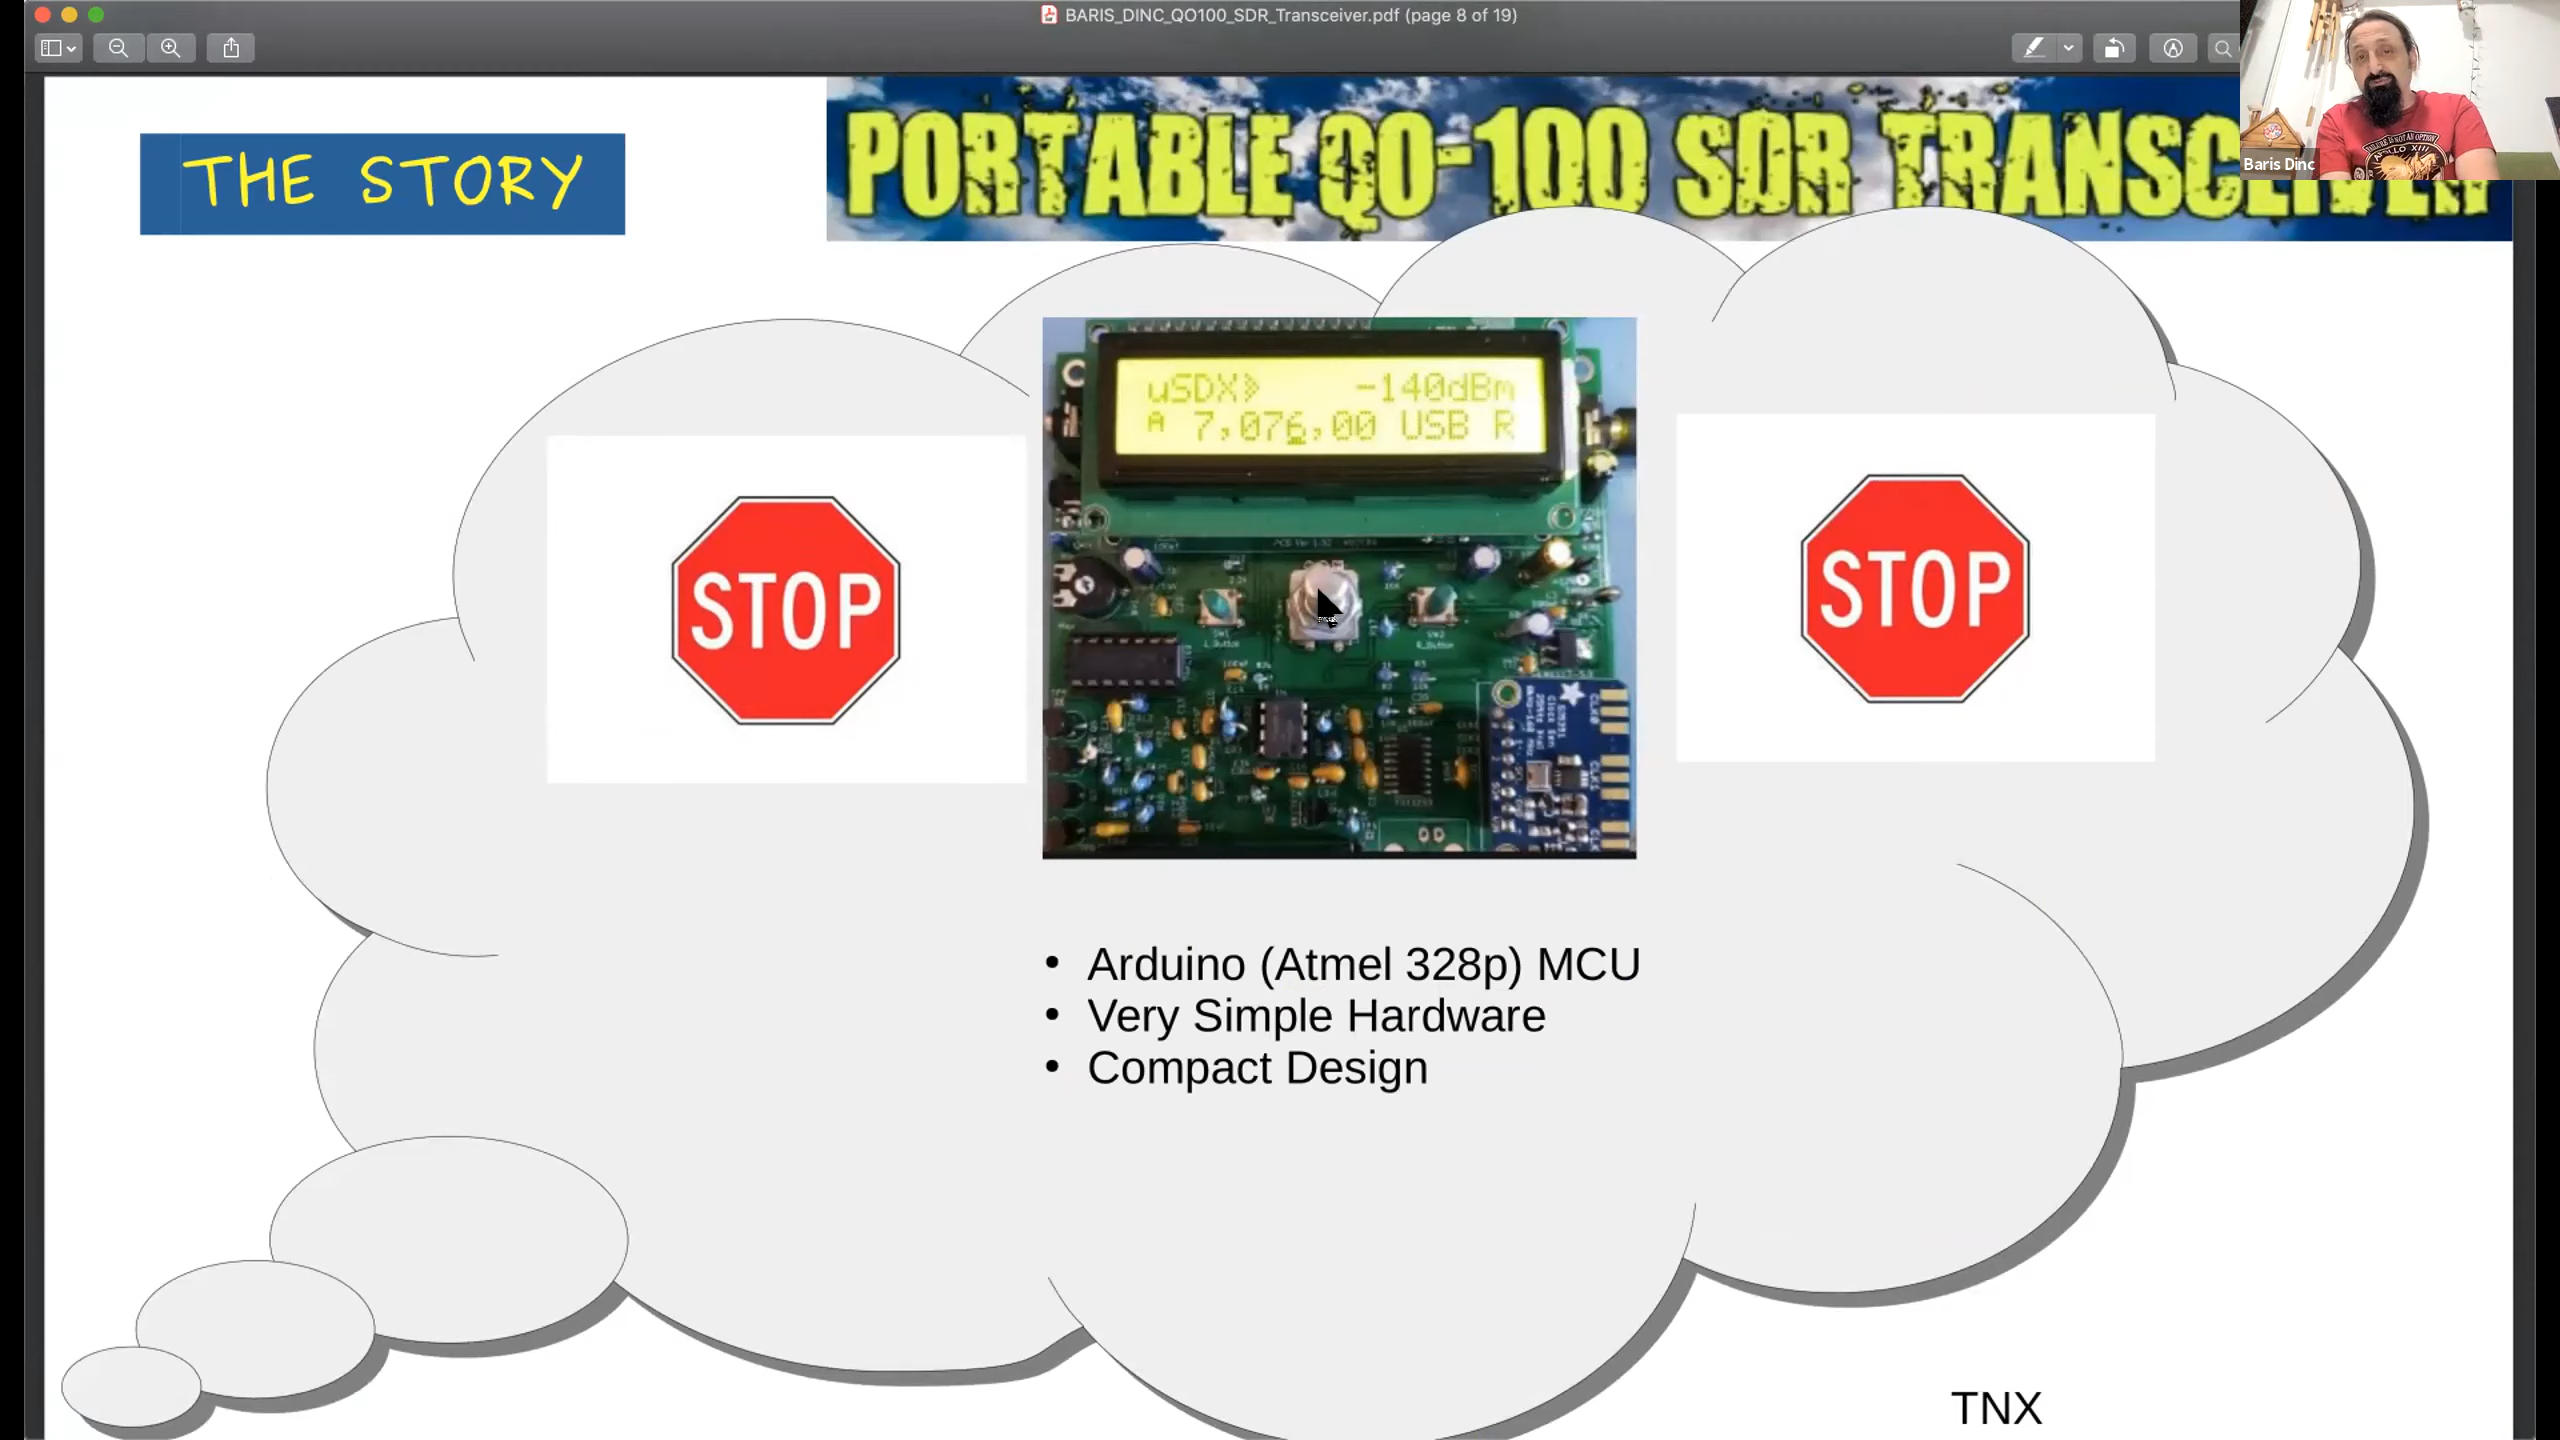 BARIS_DINC_QO100_SDR_Transceiver.pdf (page 8 of 19)
Baris Dinc
THE STORY
PORTABLE QO-100 SDR TRANSCEIVER
uSDX -140dBm
A 7,076,00 USB R
STOP
STOP
• Arduino (Atmel 328p) MCU
• Very Simple Hardware
• Compact Design
TNX